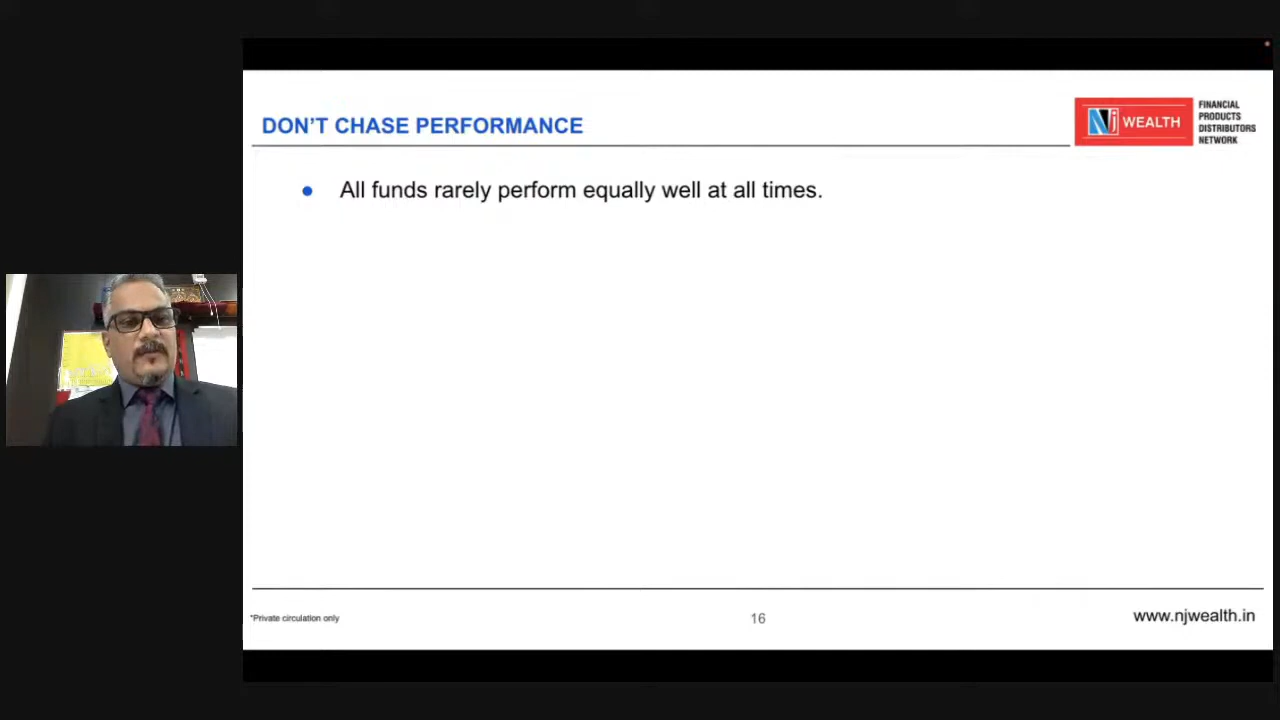 DON'T CHASE PERFORMANCE
Nj WEALTH
FINANCIAL
PRODUCTS
DISTRIBUTORS
NETWORK
● All funds rarely perform equally well at all times.
*Private circulation only
16
www.njwealth.in